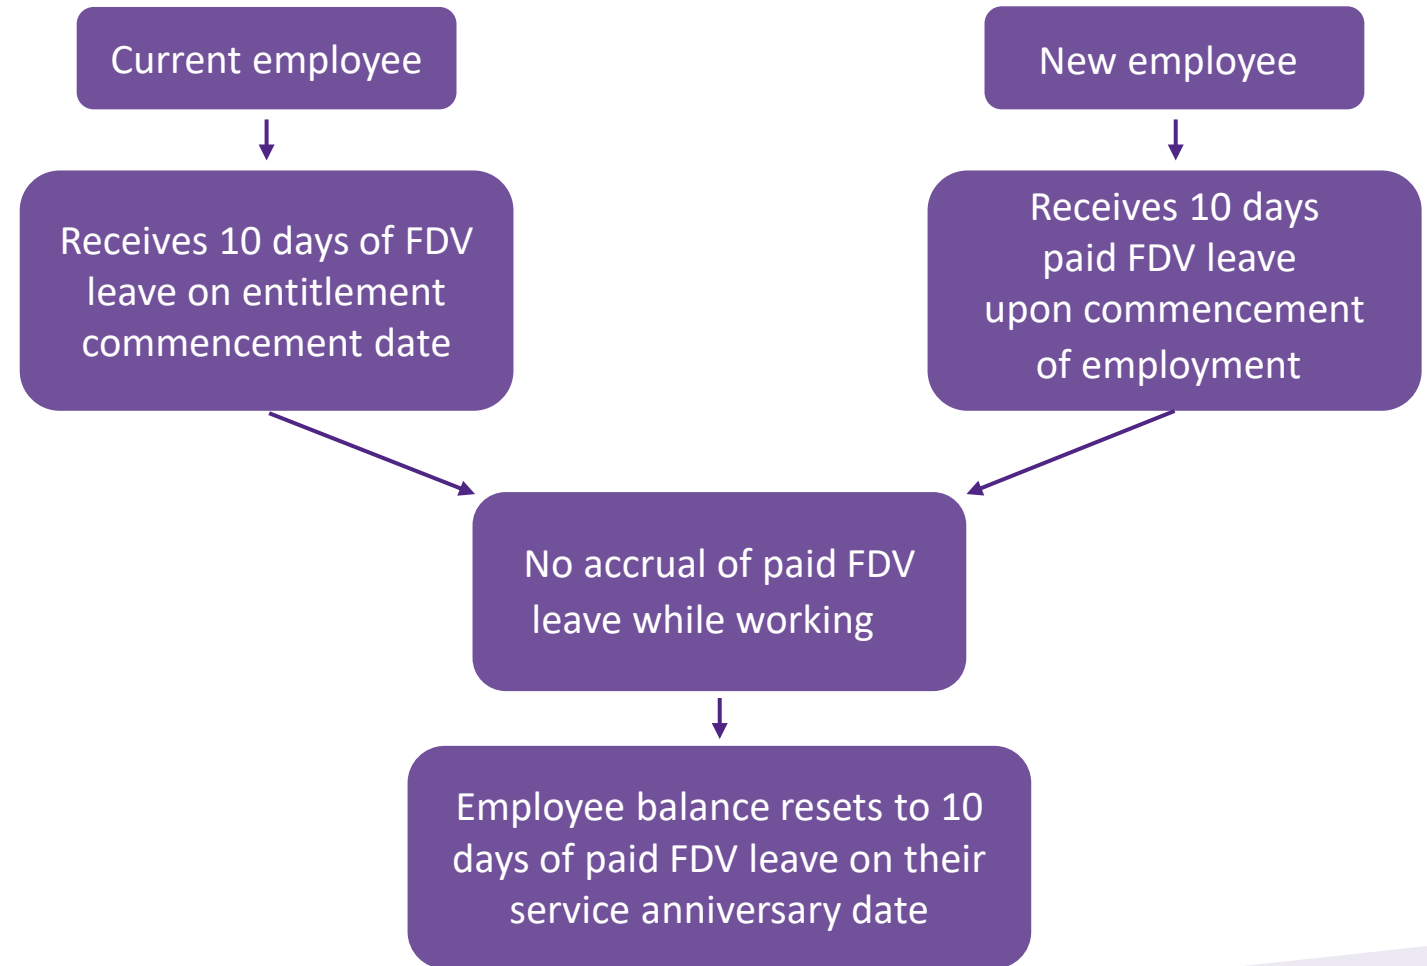 Current employee
New employee
Receives 10 days of FDV
leave on entitlement
commencement date
Receives 10 days
paid FDV leave
upon commencement
of employment
No accrual of paid FDV
leave while working
Employee balance resets to 10
days of paid FDV leave on their
service anniversary date